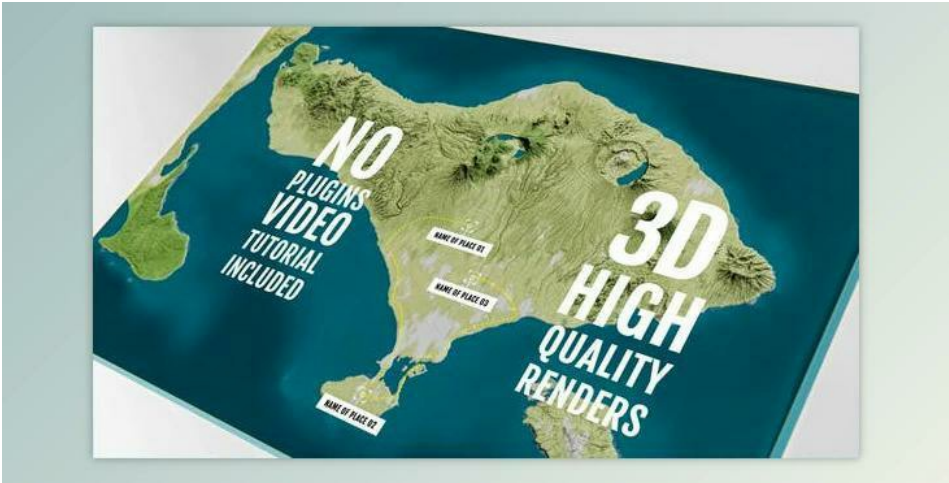 NO
PLUGINS
VIDEO
TUTORIAL
INCLUDED
NAME OF PLACE 01
NAME OF PLACE 03
NAME OF PLACE 02
3D
HIGH
QUALITY
RENDERS